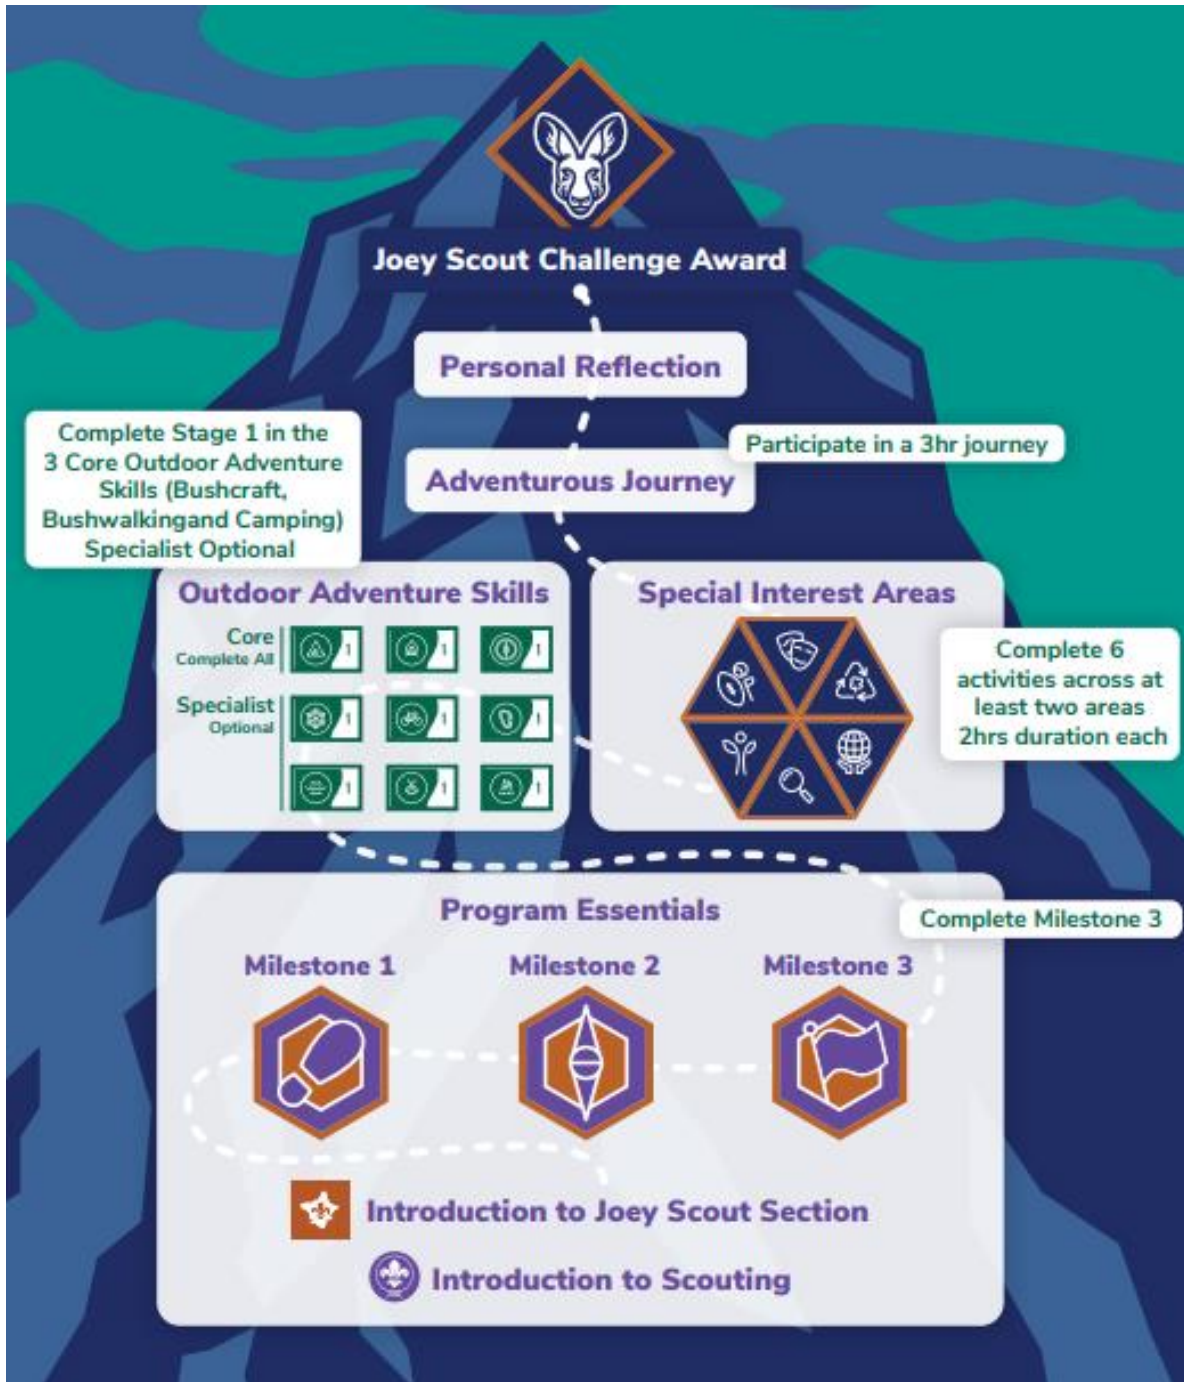 Joey Scout Challenge Award
Personal Reflection
Complete Stage 1 in the
3 Core Outdoor Adventure
Skills (Bushcraft,
Bushwalkingand Camping)
Specialist Optional
Participate in a 3hr journey
Adventurous Journey
Outdoor Adventure Skills
Core
Complete All
1
1
1
Specialist
Optional
1
1
1
1
1
1
Special Interest Areas
Complete 6
activities across at
least two areas
2hrs duration each
Program Essentials
Complete Milestone 3
Milestone 1
Milestone 2
Milestone 3
Introduction to Joey Scout Section
Introduction to Scouting